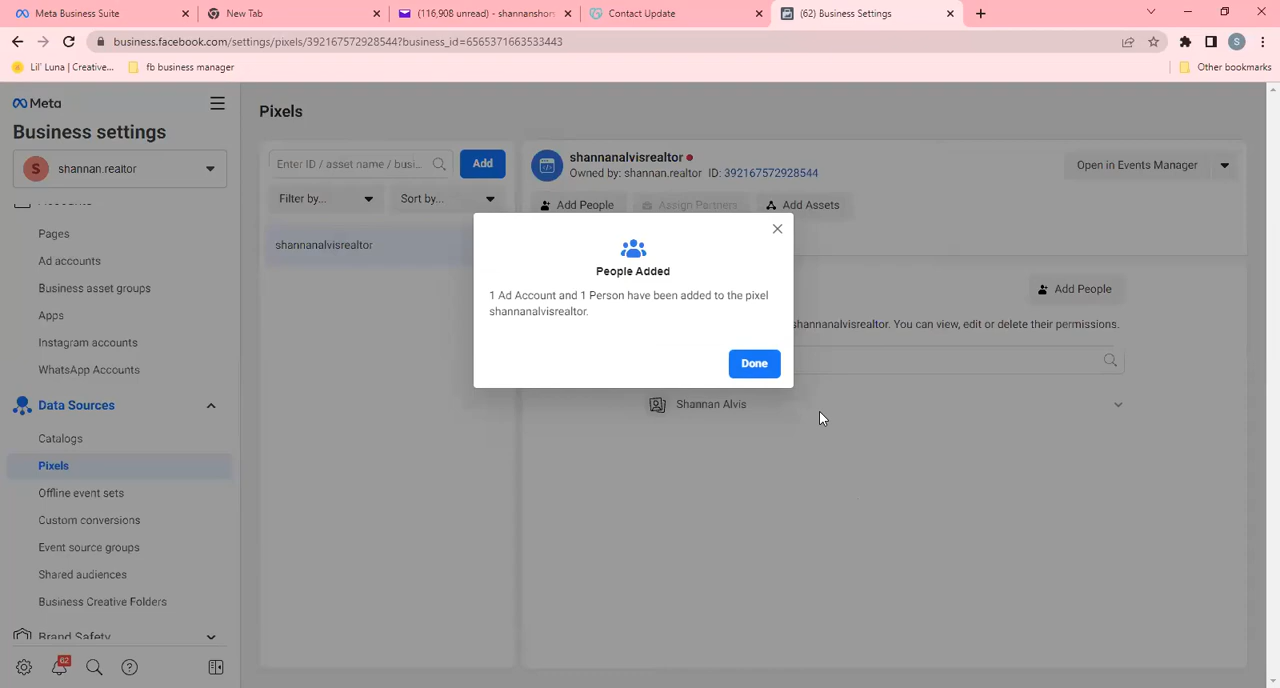 Meta Business Suite
New Tab
(116,908 unread) - shannanshor
Contact Update
(62) Business Settings
business.facebook.com/settings/pixels/392167572928544?business_id=6565371663533443
Lil' Luna | Creative...
fb business manager
Other bookmarks
S
Meta
Business settings
S
shannan.realtor
Pages
Ad accounts
Business asset groups
Apps
Instagram accounts
WhatsApp Accounts
Data Sources
Catalogs
Pixels
Offline event sets
Custom conversions
Event source groups
Shared audiences
Business Creative Folders
Brand Safety
62
Pixels
Enter ID / asset name / busi...
Add
Filter by...
Sort by...
shannanalvisrealtor
shannanalvisrealtor
Owned by: shannan.realtor ID: 392167572928544
Open in Events Manager
Add People
Assign Partners
Add Assets
Add People
shannanalvisrealtor. You can view, edit or delete their permissions.
Shannan Alvis
People Added
1 Ad Account and 1 Person have been added to the pixel
shannanalvisrealtor.
Done